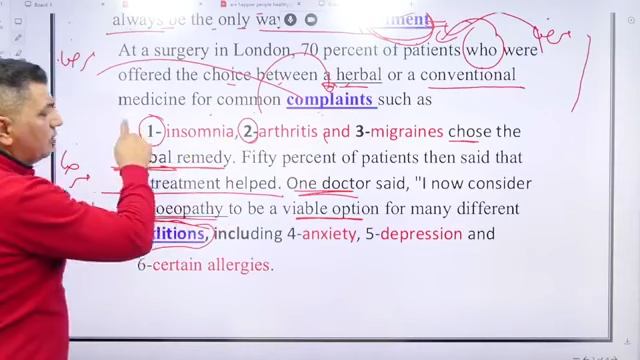 always be the only way
At a surgery in London, 70 percent of patients who were
offered the choice between a herbal or a conventional
medicine for common complaints such as
1-insomnia, 2-arthritis and 3-migraines chose the
remedy. Fifty percent of patients then said that
treatment helped. One doctor said, "I now consider
to be a viable option for many different
including 4-anxiety, 5-depression and
6-certain allergies.